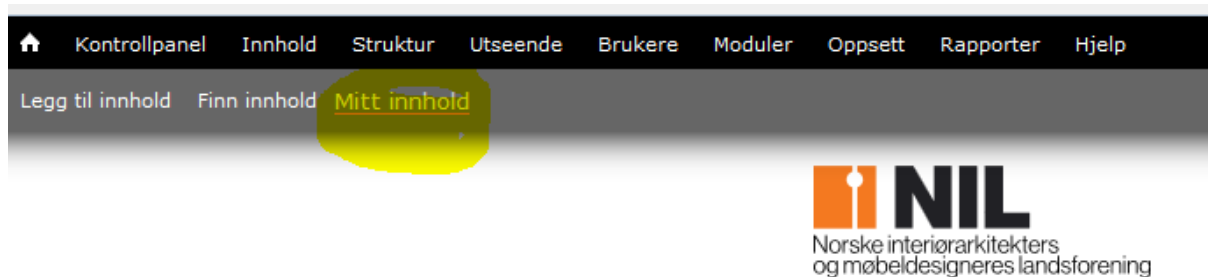 Kontrollpanel Innhold Struktur Utseende Brukere Moduler Oppsett Rapporter Hjelp
Legg til innhold Finn innhold Mitt innhold
NIL
Norske interiørarkitekters
og møbeldesigneres landsforening